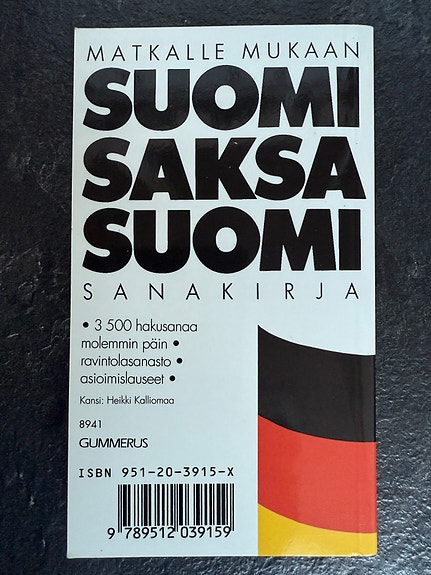 MATKALLE MUKAAN
SUOMI
SAKSA
SUOMI
SANAKIRJA
• 3 500 hakusanaa
molemmin päin •
ravintolasanasto •
asioimislauseet •
Kansi: Heikki Kalliomaa
8941
GUMMERUS
ISBN 951-20-3915-X
9 789512 039159